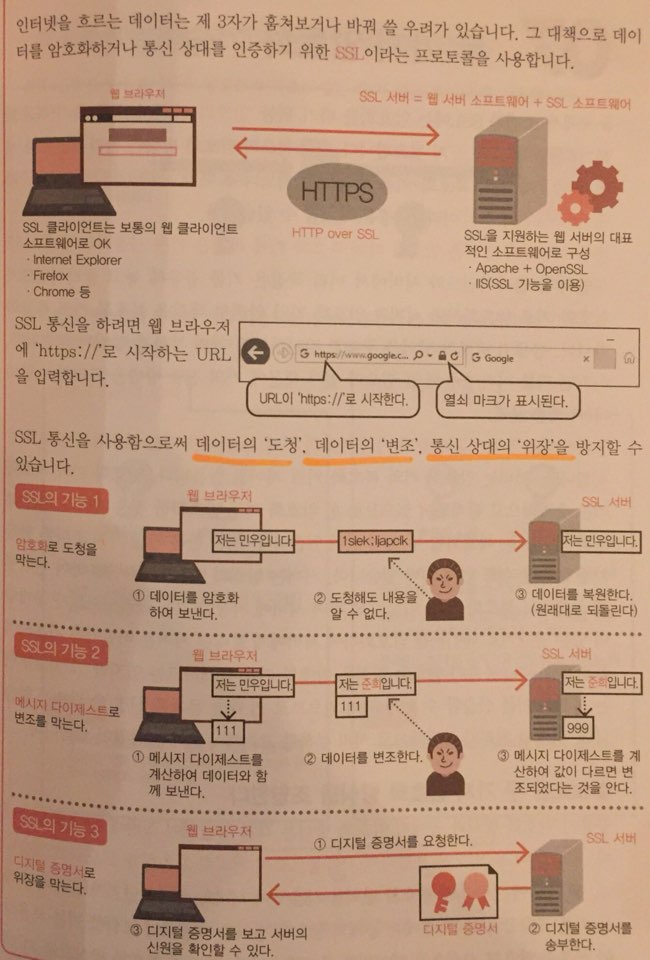 인터넷을 흐르는 데이터는 제 3자가 훔쳐보거나 바꿔 쓸 우려가 있습니다. 그 대책으로 데이
터를 암호화하거나 통신 상대를 인증하기 위한 SSL이라는 프로토콜을 사용합니다.
웹 브라우저
SSL 서버 = 웹 서버 소프트웨어 + SSL 소프트웨어
HTTPS
HTTP over SSL
SSL 클라이언트는 보통의 웹 클라이언트
소프트웨어로 OK
· Internet Explorer
· Firefox
· Chrome 등
SSL을 지원하는 웹 서버의 대표
적인 소프트웨어로 구성
· Apache + OpenSSL
· IIS(SSL 기능을 이용)
SSL 통신을 하려면 웹 브라우저
에 ‘https://’로 시작하는 URL
을 입력합니다.
https://www.google.c...
Google
URL이 ‘https://’로 시작한다.
열쇠 마크가 표시된다.
SSL 통신을 사용함으로써 데이터의 ‘도청’, 데이터의 ‘변조’, 통신 상대의 ‘위장’을 방지할 수
있습니다.
SSL의 기능 1
암호화로 도청을
막는다.
웹 브라우저
SSL 서버
저는 민우입니다.
1slek;ljapclk
저는 민우입니다.
① 데이터를 암호화
하여 보낸다.
② 도청해도 내용을
알 수 없다.
③ 데이터를 복원한다.
(원래대로 되돌린다)
SSL의 기능 2
메시지 다이제스트로
변조를 막는다.
웹 브라우저
SSL 서버
저는 민우입니다.
111
저는 준희입니다.
111
저는 준희입니다.
999
① 메시지 다이제스트를
계산하여 데이터와 함
께 보낸다.
② 데이터를 변조한다.
③ 메시지 다이제스트를 계
산하여 값이 다르면 변
조되었다는 것을 안다.
SSL의 기능 3
디지털 증명서로
위장을 막는다.
웹 브라우저
SSL 서버
① 디지털 증명서를 요청한다.
디지털 증명서
② 디지털 증명서를
송부한다.
③ 디지털 증명서를 보고 서버의
신원을 확인할 수 있다.